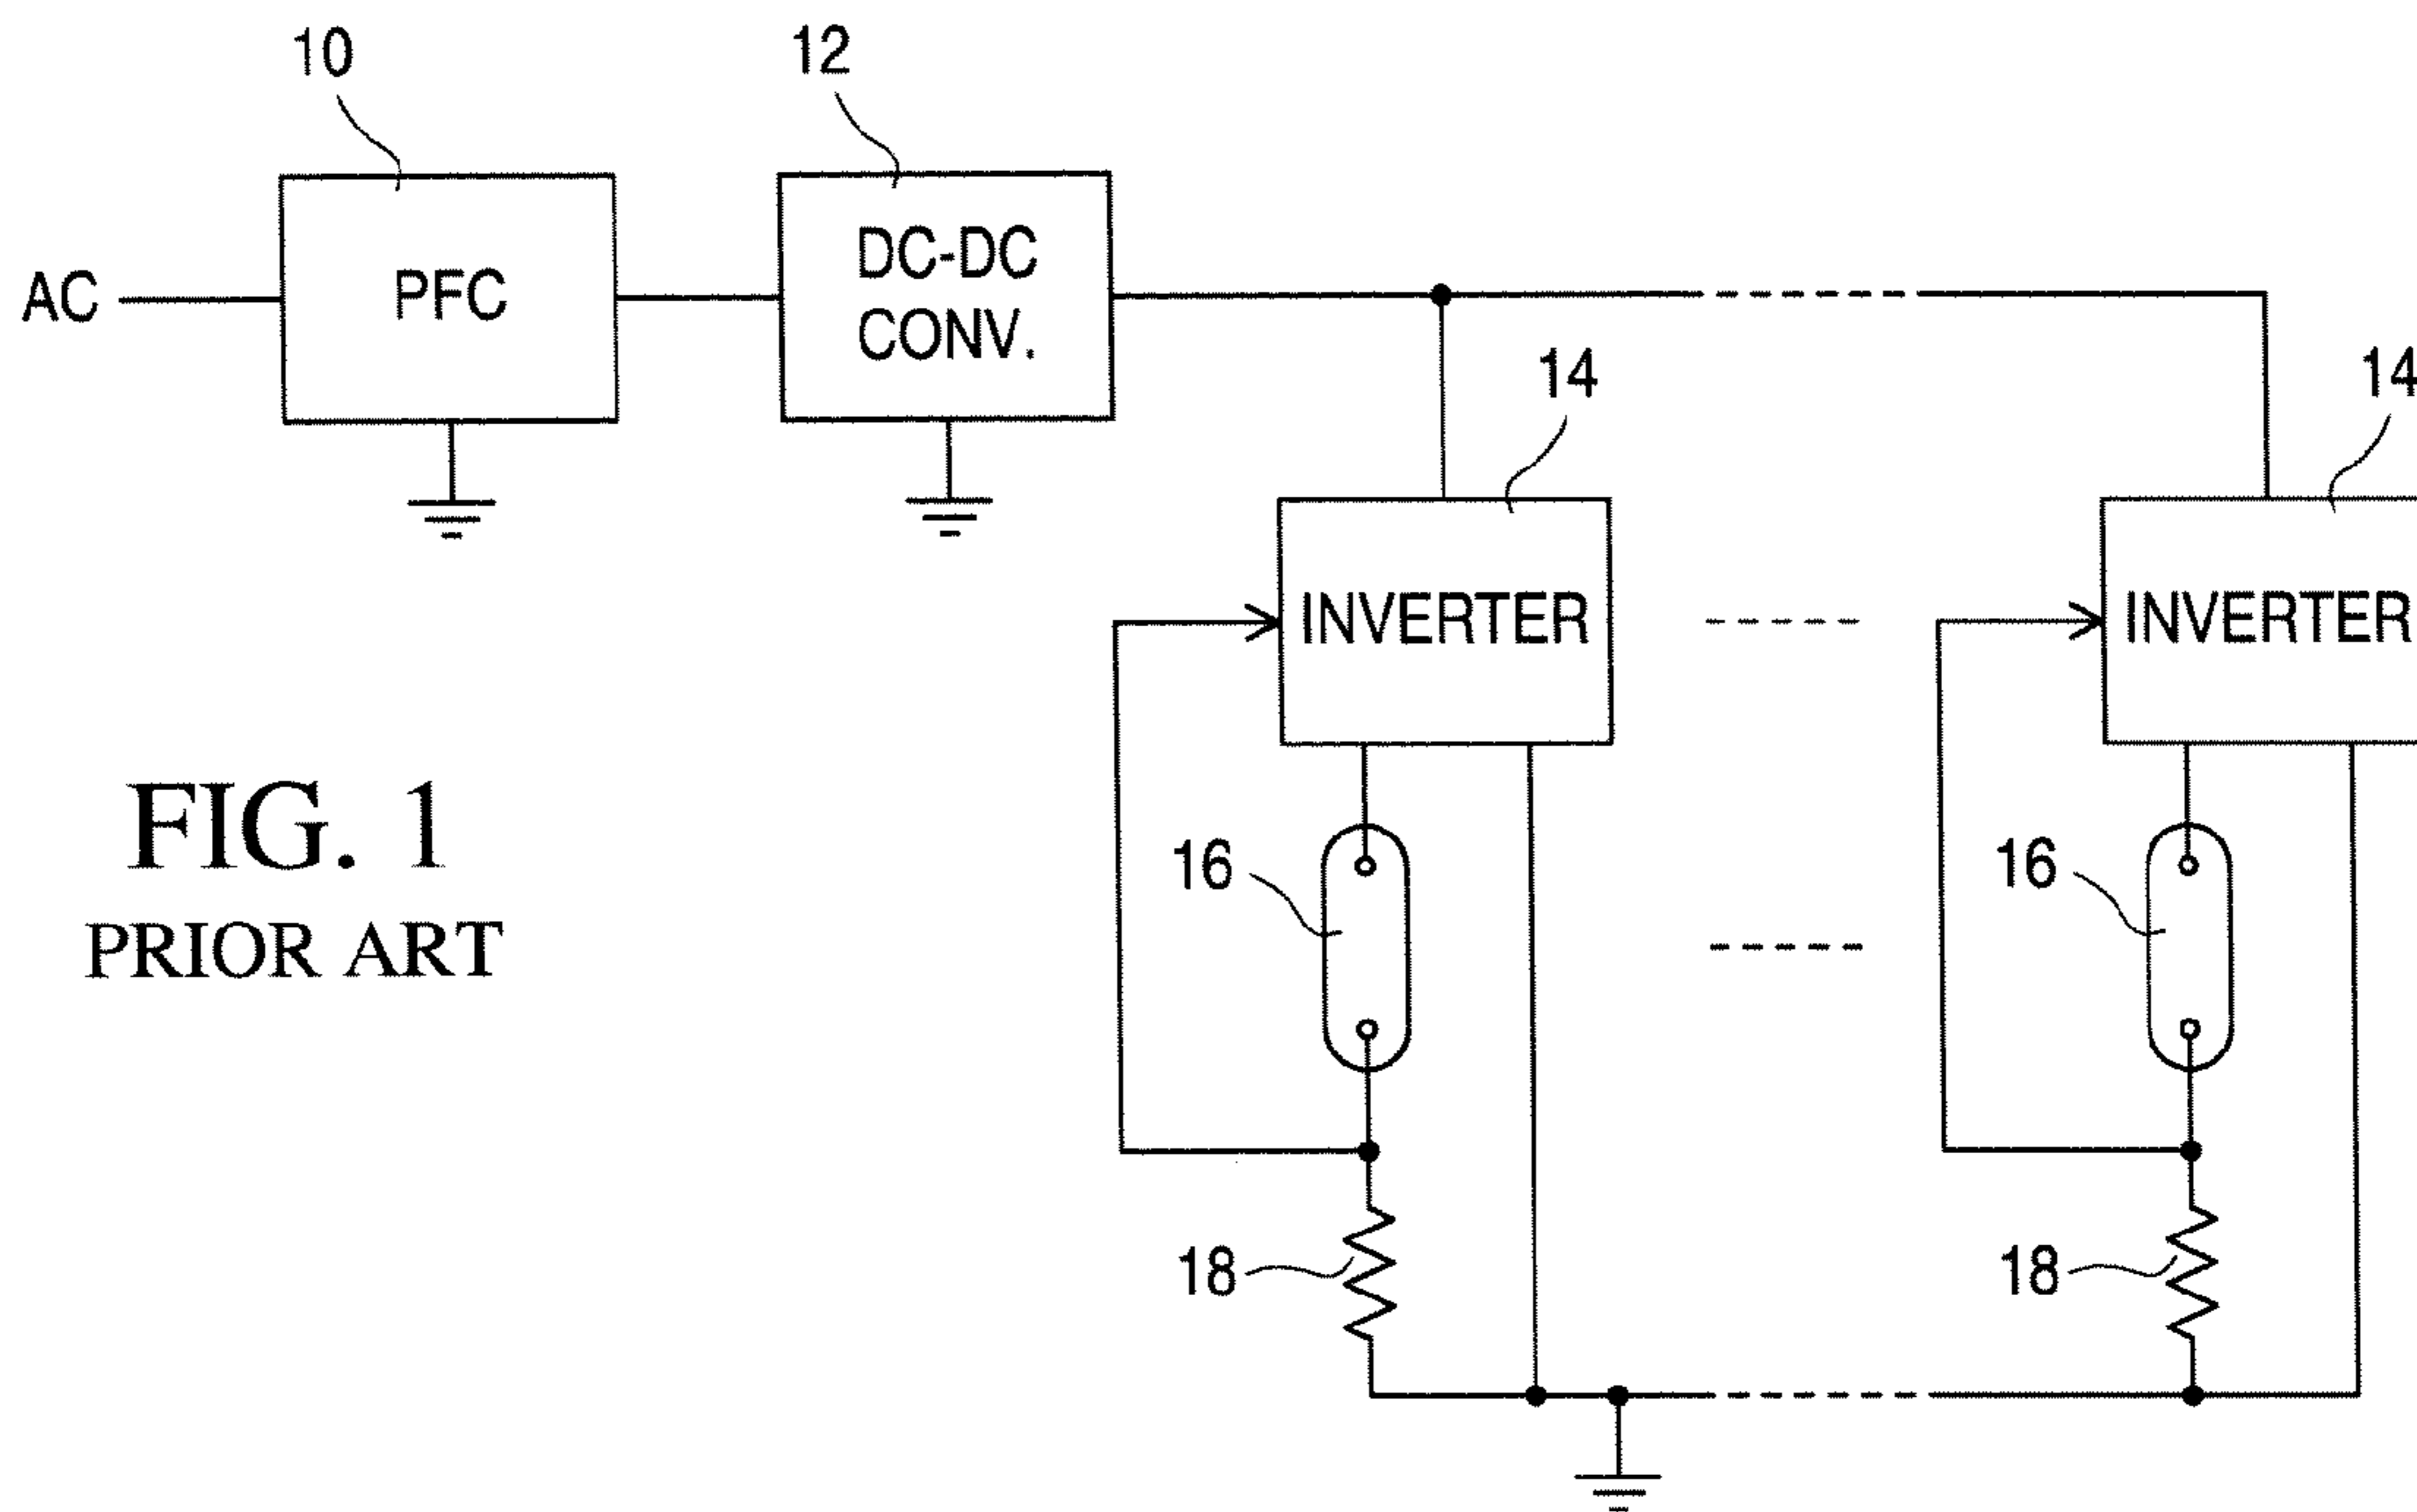 10
12
AC
PFC
DC-DC
CONV.
14
14
INVERTER
INVERTER
FIG. 1
PRIOR ART
16
16
18
18